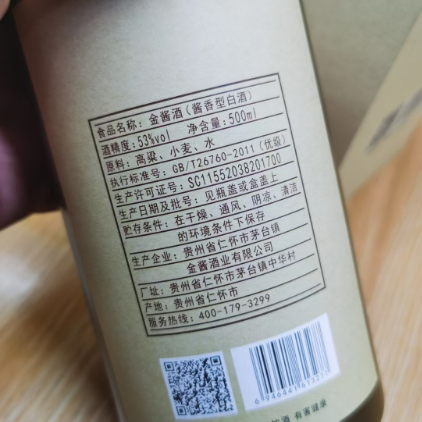 食品名称：金酱酒（酱香型白酒）
酒精度：53%vol 净含量：500ml
原料：高粱、小麦、水
执行标准号：GB/T26760-2011（优级）
生产许可证号：SC11552038201700
生产日期及批号：见瓶盖或盒盖上
贮存条件：在干燥、通风、阴凉、清洁
的环境条件下保存
生产企业：贵州省仁怀市茅台镇
金酱酒业有限公司
厂址：贵州省仁怀市茅台镇中华村
产地：贵州省仁怀市
服务热线：400-179-3299